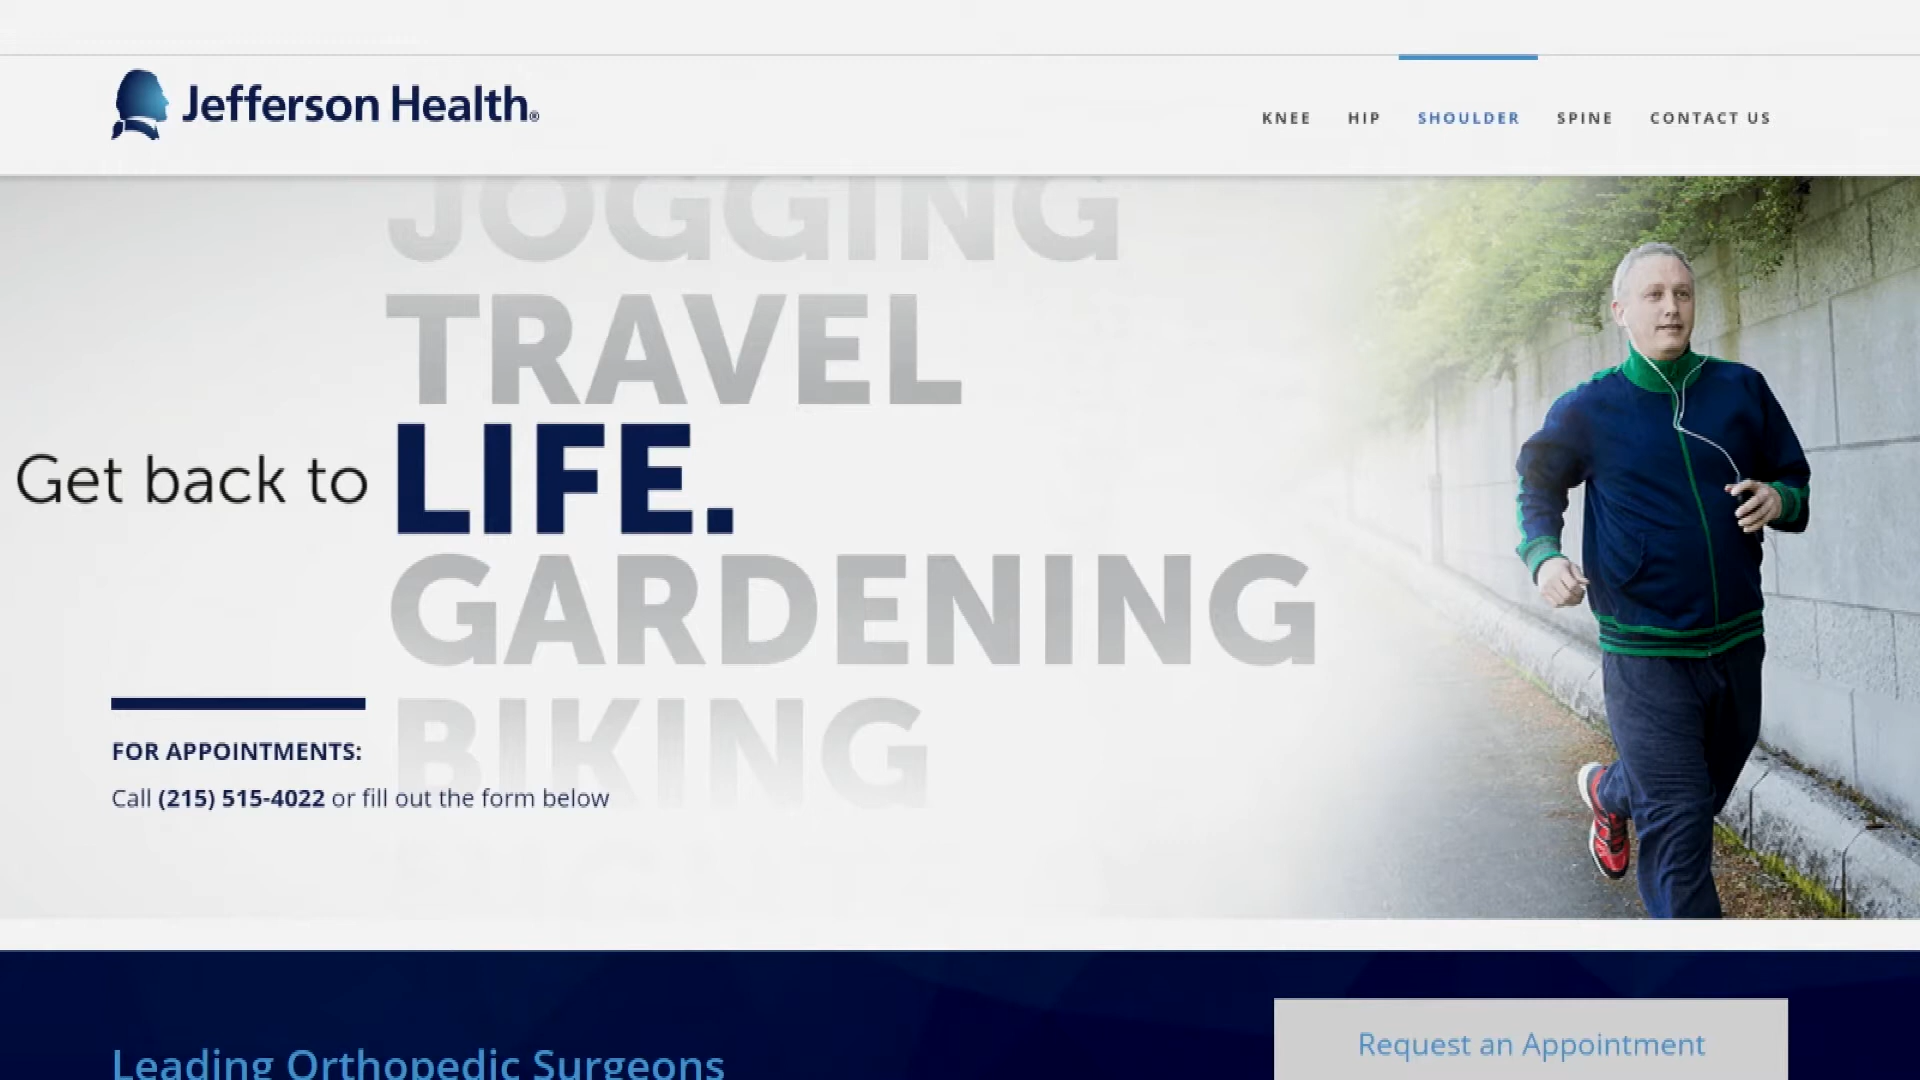 Jefferson Health®
KNEE HIP SHOULDER SPINE CONTACT US
JOGGING
TRAVEL
Get back to LIFE.
GARDENING
BIKING
FOR APPOINTMENTS:
Call (215) 515-4022 or fill out the form below
Leading Orthopedic Surgeons
Request an Appointment